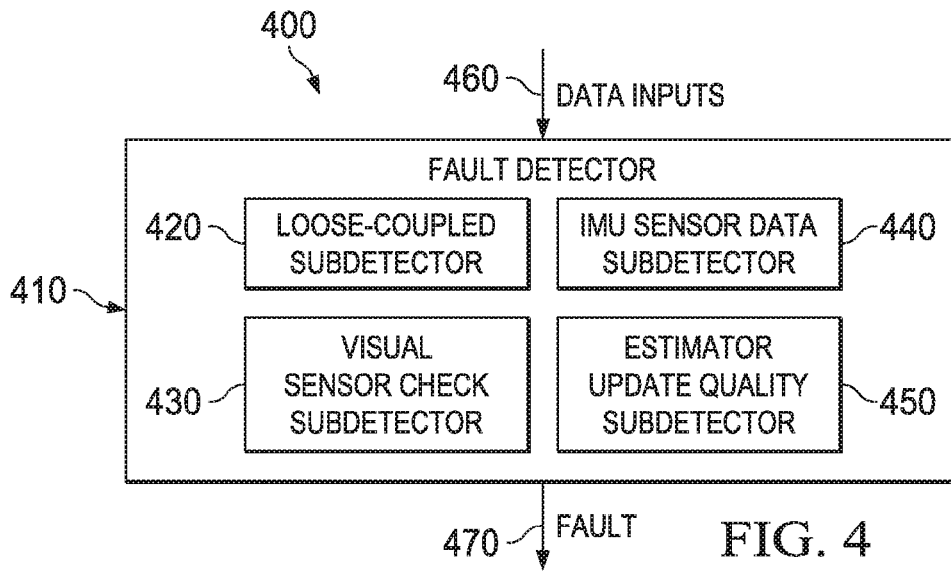 400
460
DATA INPUTS
FAULT DETECTOR
420
LOOSE-COUPLED
SUBDETECTOR
IMU SENSOR DATA
SUBDETECTOR
440
410
430
VISUAL
SENSOR CHECK
SUBDETECTOR
ESTIMATOR
UPDATE QUALITY
SUBDETECTOR
450
470
FAULT
FIG. 4